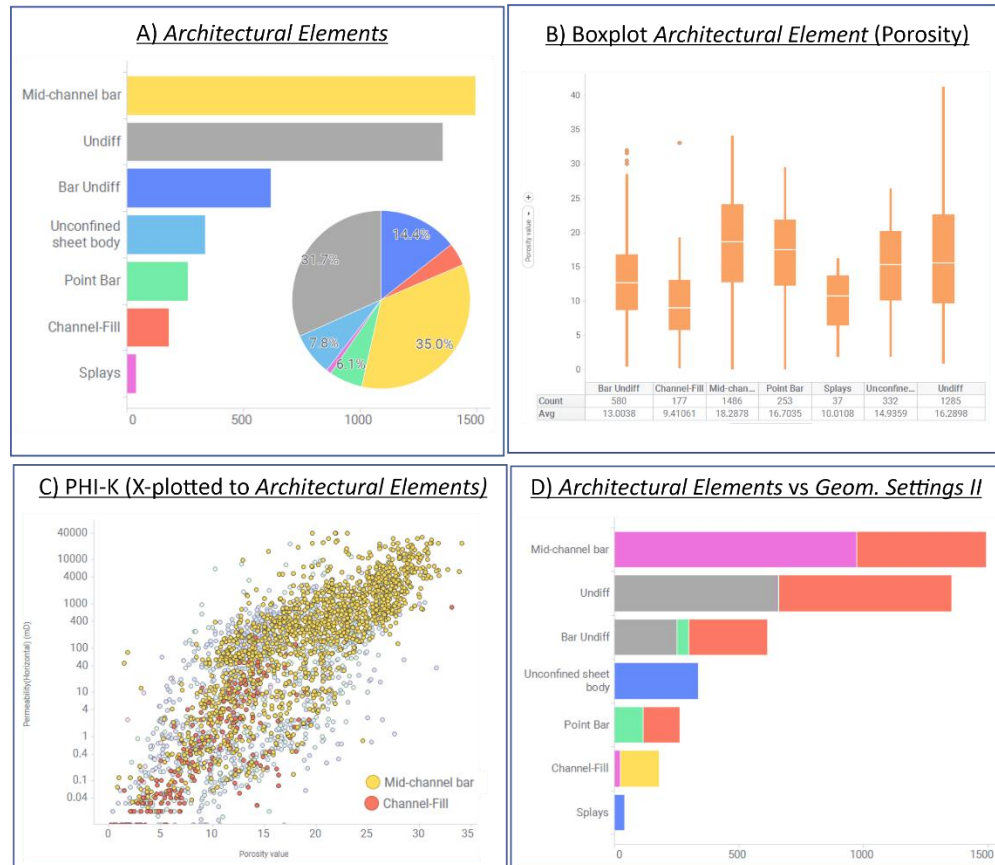 A) Architectural Elements
Mid-channel bar
Undiff
Bar Undiff
Unconfined
sheet body
Point Bar
Channel-Fill
Splays
14.4%
31.7%
35.0%
7.8%
6.1%
0 500 1000 1500
B) Boxplot Architectural Element (Porosity)
Porosity value
40
35
30
25
20
15
10
5
0
Bar Undiff Channel-Fill Mid-chan... Point Bar Splays Unconfine... Undiff
Count 580 177 1486 253 37 332 1285
Avg 13.0038 9.41061 18.2878 16.7035 10.0108 14.9359 16.2898
C) PHI-K (X-plotted to Architectural Elements)
Permeability(Horizontal) (mD)
40000
10000
4000
1000
400
100
40
10
4
1
0.4
0.1
0.04
Mid-channel bar
Channel-Fill
0 5 10 15 20 25 30 35
Porosity value
D) Architectural Elements vs Geom. Settings II
Mid-channel bar
Undiff
Bar Undiff
Unconfined sheet
body
Point Bar
Channel-Fill
Splays
0 500 1000 1500